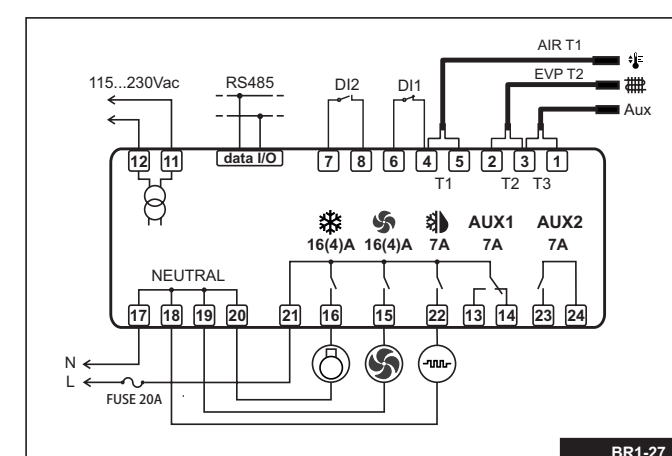 AIR T1
115...230Vac RS485 DI2 DI1 EVP T2
Aux
12 11 data I/O 7 8 6 4 5 2 3 1
T1 T2 T3
AUX1 AUX2
16(4)A 16(4)A 7A 7A 7A
NEUTRAL
17 18 19 20 21 16 15 22 13 14 23 24
N
L
FUSE 20A
BR1-27